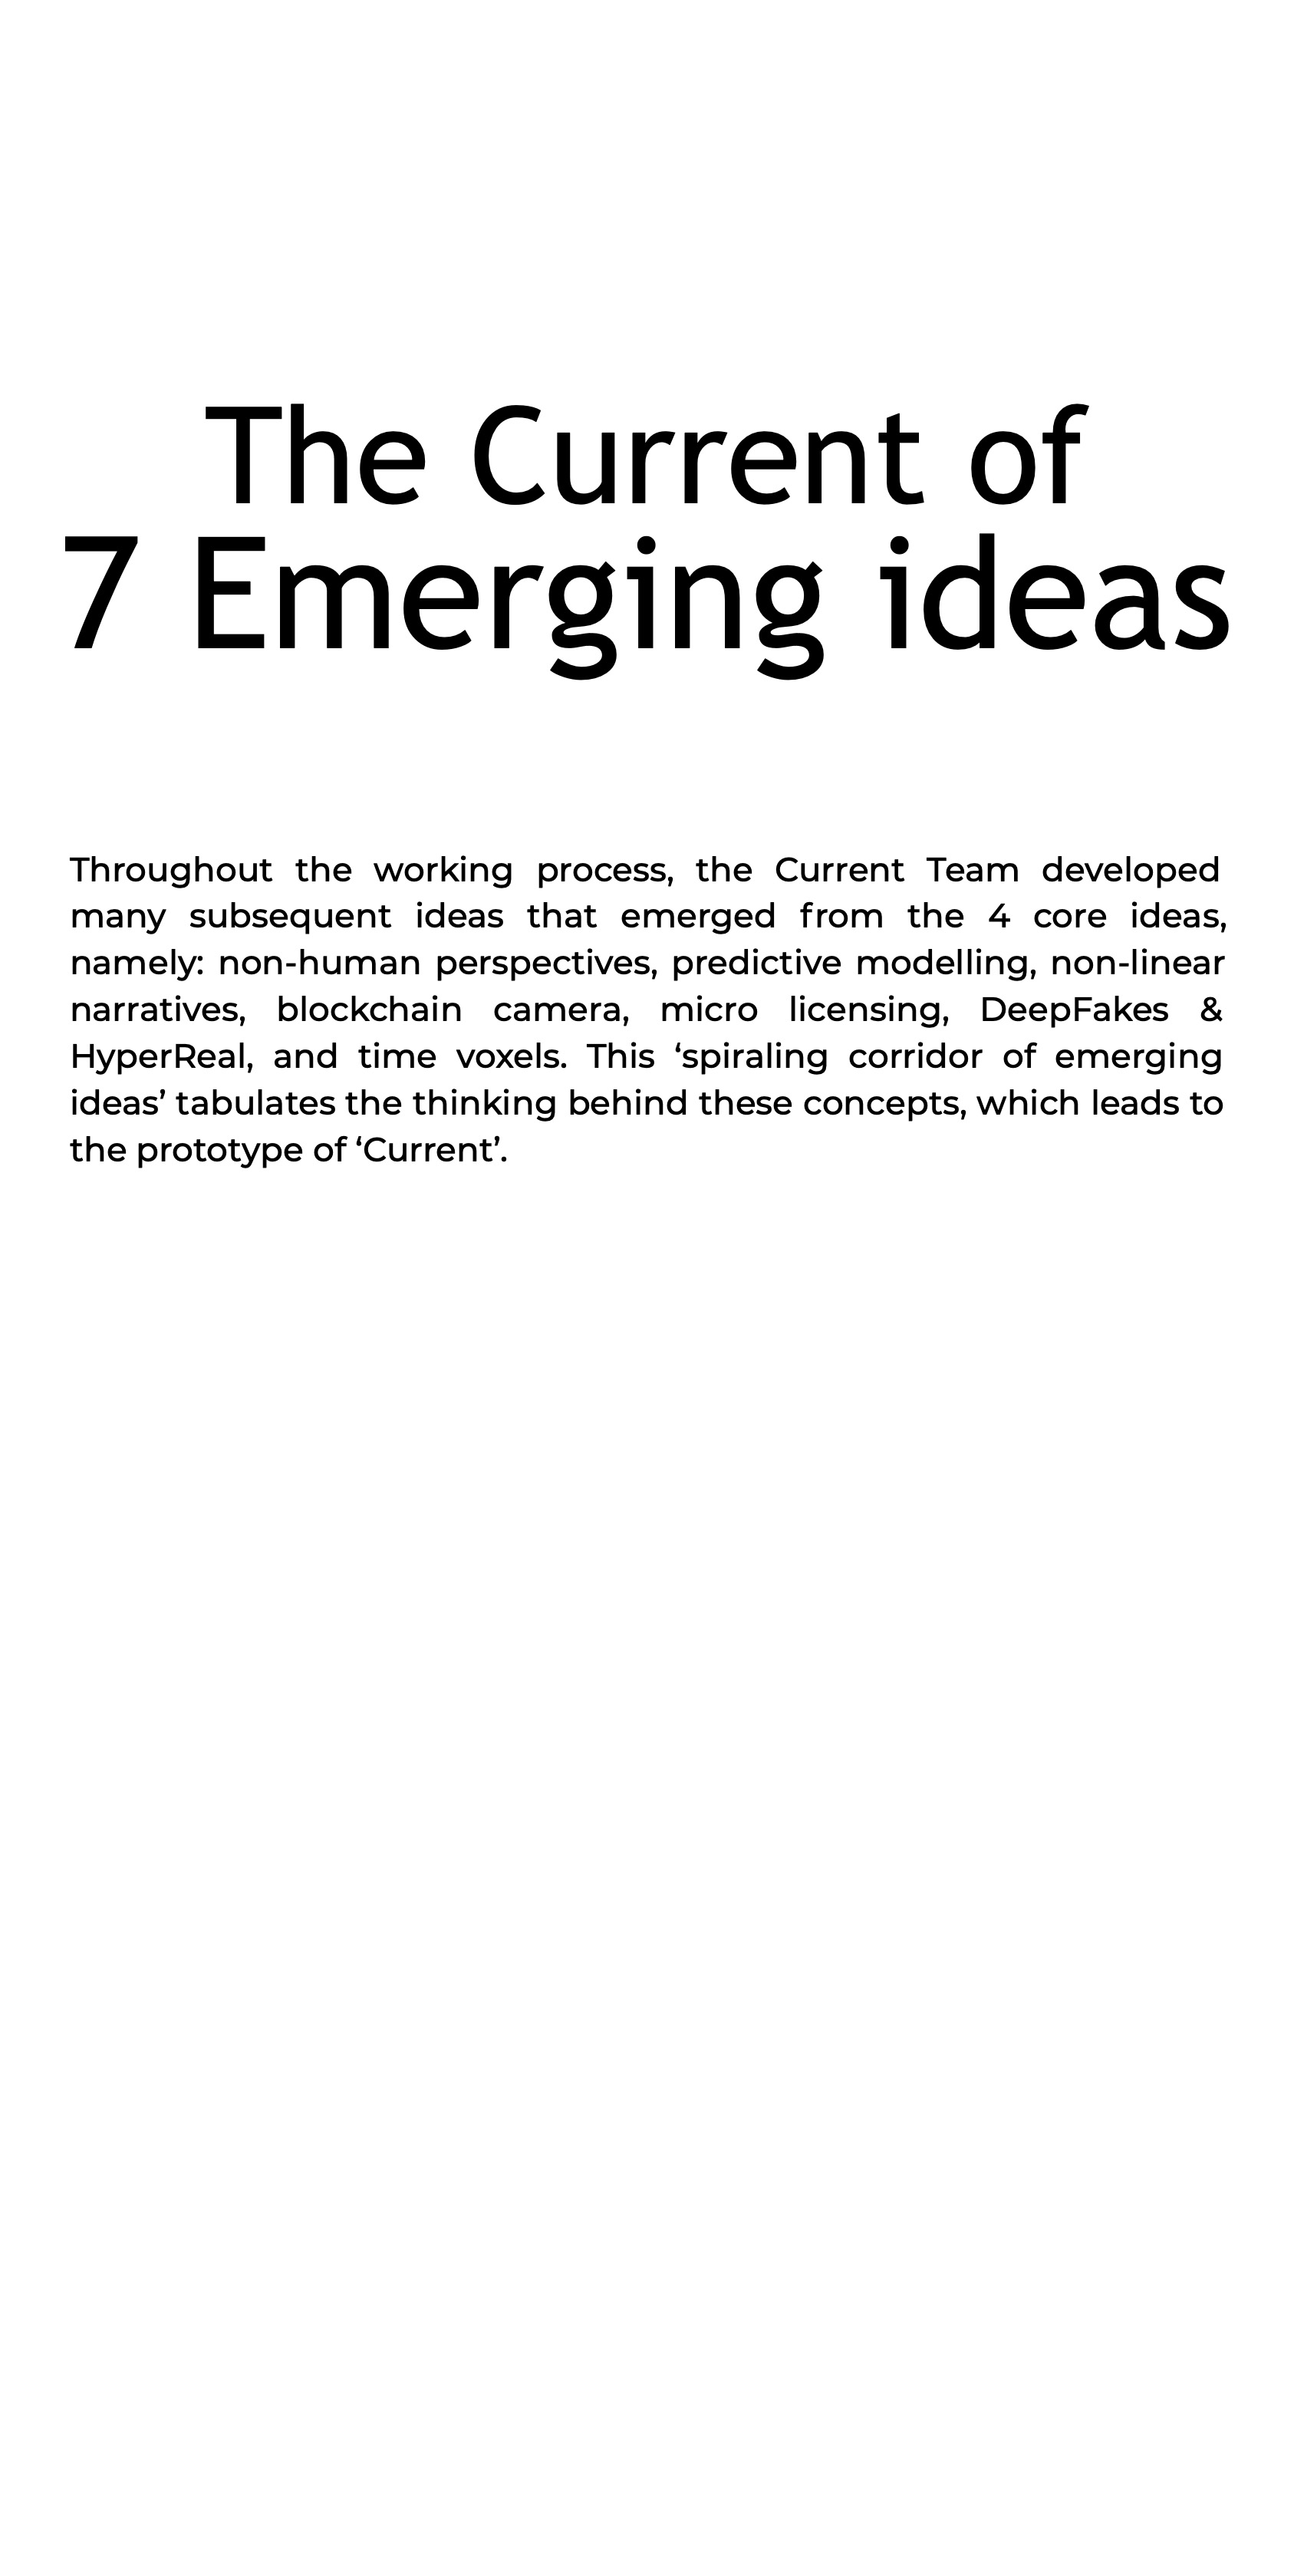 The Current of
7 Emerging ideas
Throughout the working process, the Current Team developed
many subsequent ideas that emerged from the 4 core ideas,
namely: non-human perspectives, predictive modelling, non-linear
narratives, blockchain camera, micro licensing, DeepFakes &
HyperReal, and time voxels. This ‘spiraling corridor of emerging
ideas’ tabulates the thinking behind these concepts, which leads to
the prototype of ‘Current’.